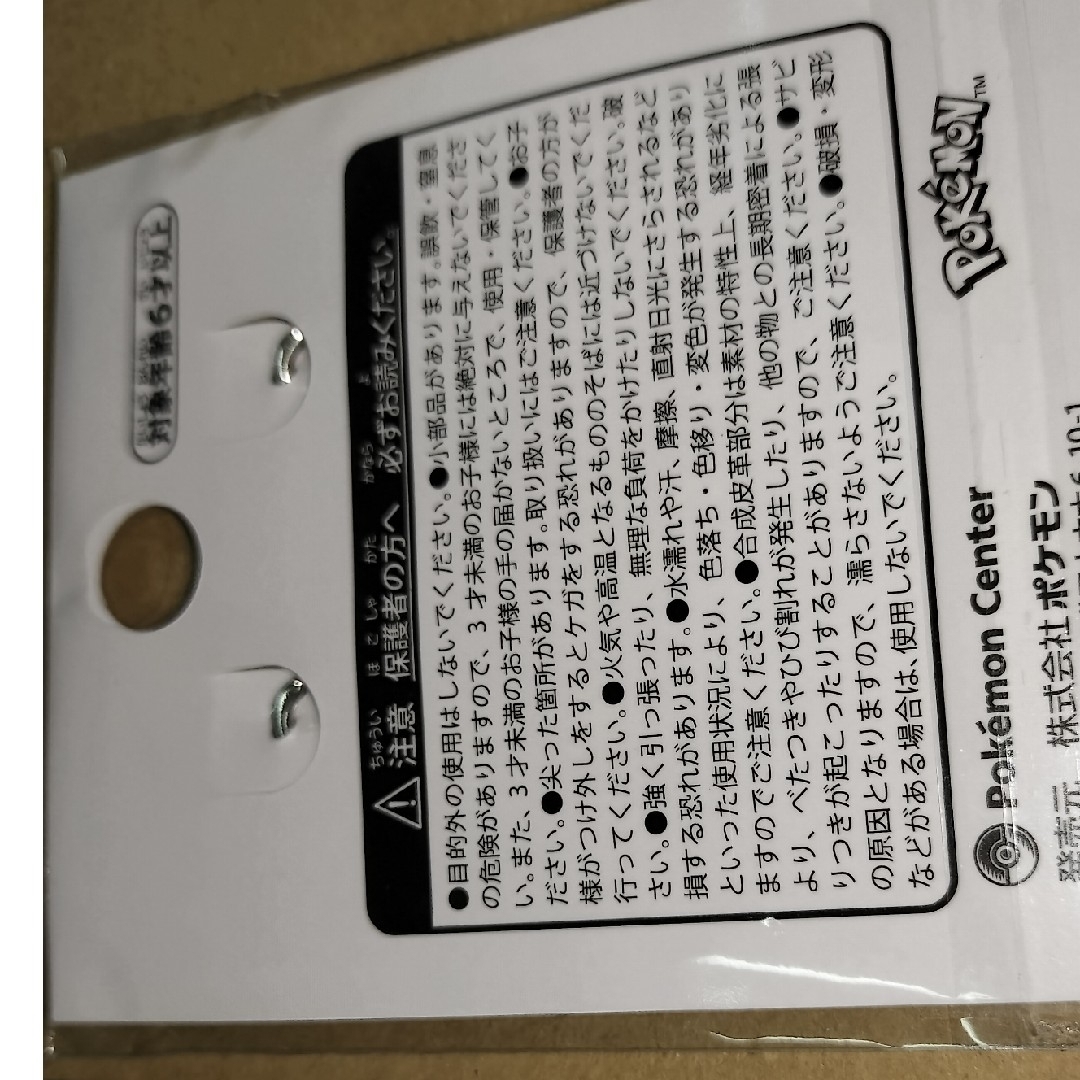 対象年齢6才以上
注意 保護者の方へ 必ずお読みください。
●目的外の使用はしないでください。●小部品があります。誤飲・窒息
の危険がありますので、3才未満のお子様には絶対に与えないでくださ
い。また、3才未満のお子様の手の届かないところで、使用・保管してく
ださい。●尖った箇所があります。取り扱いにはご注意ください。●お子
様がつけ外しをするとケガをする恐れがありますので、保護者の方が
行ってください。●火気や高温となるもののそばには近づけないでくだ
さい。●強く引っ張ったり、無理な負荷をかけたりしないでください。破
損する恐れがあります。●水濡れや汗、摩擦、直射日光にさらされるなど
といった使用状況により、色落ち・色移り・変色が発生する恐れがあり
ますのでご注意ください。●合成皮革部分は素材の特性上、経年劣化に
より、べたつきやひび割れが発生したり、他の物との長期密着による張
りつきが起こったりすることがありますので、ご注意ください。●サビ
の原因となりますので、濡らさないようご注意ください。●破損・変形
などがある場合は、使用しないでください。
Pokémon Center
POKéMON™
発売元 株式会社ポケモン